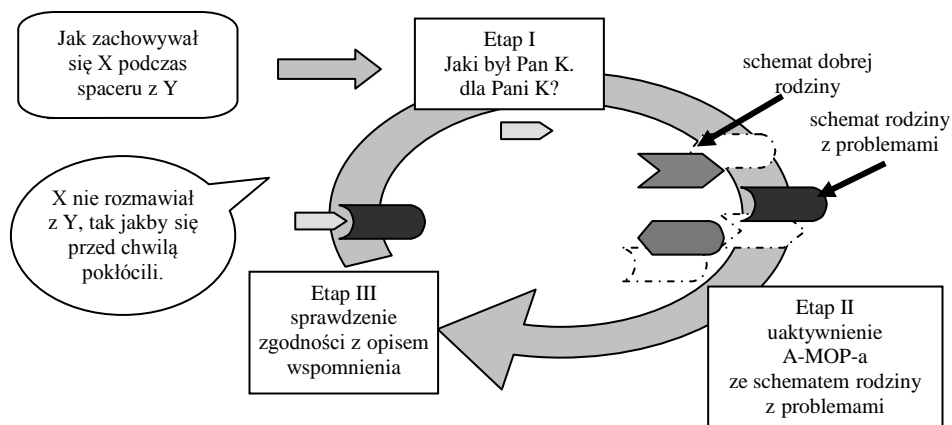 Jak zachowywał
się X podczas
spaceru z Y
Etap I
Jaki był Pan K.
dla Pani K?
schemat dobrej
rodziny
schemat rodziny
z problemami
X nie rozmawiał
z Y, tak jakby się
przed chwilą
pokłócili.
Etap III
sprawdzenie
zgodności z opisem
wspomnienia
Etap II
uaktywnienie
A-MOP-a
ze schematem rodziny
z problemami